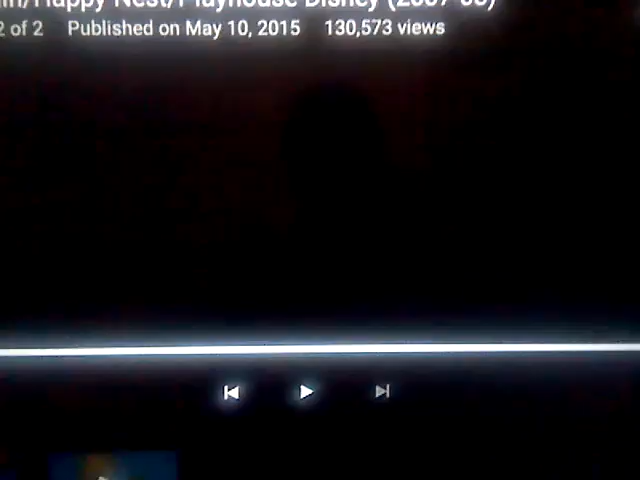 Happy Nest/Playhouse Disney
2 of 2 Published on May 10, 2015 130,573 views